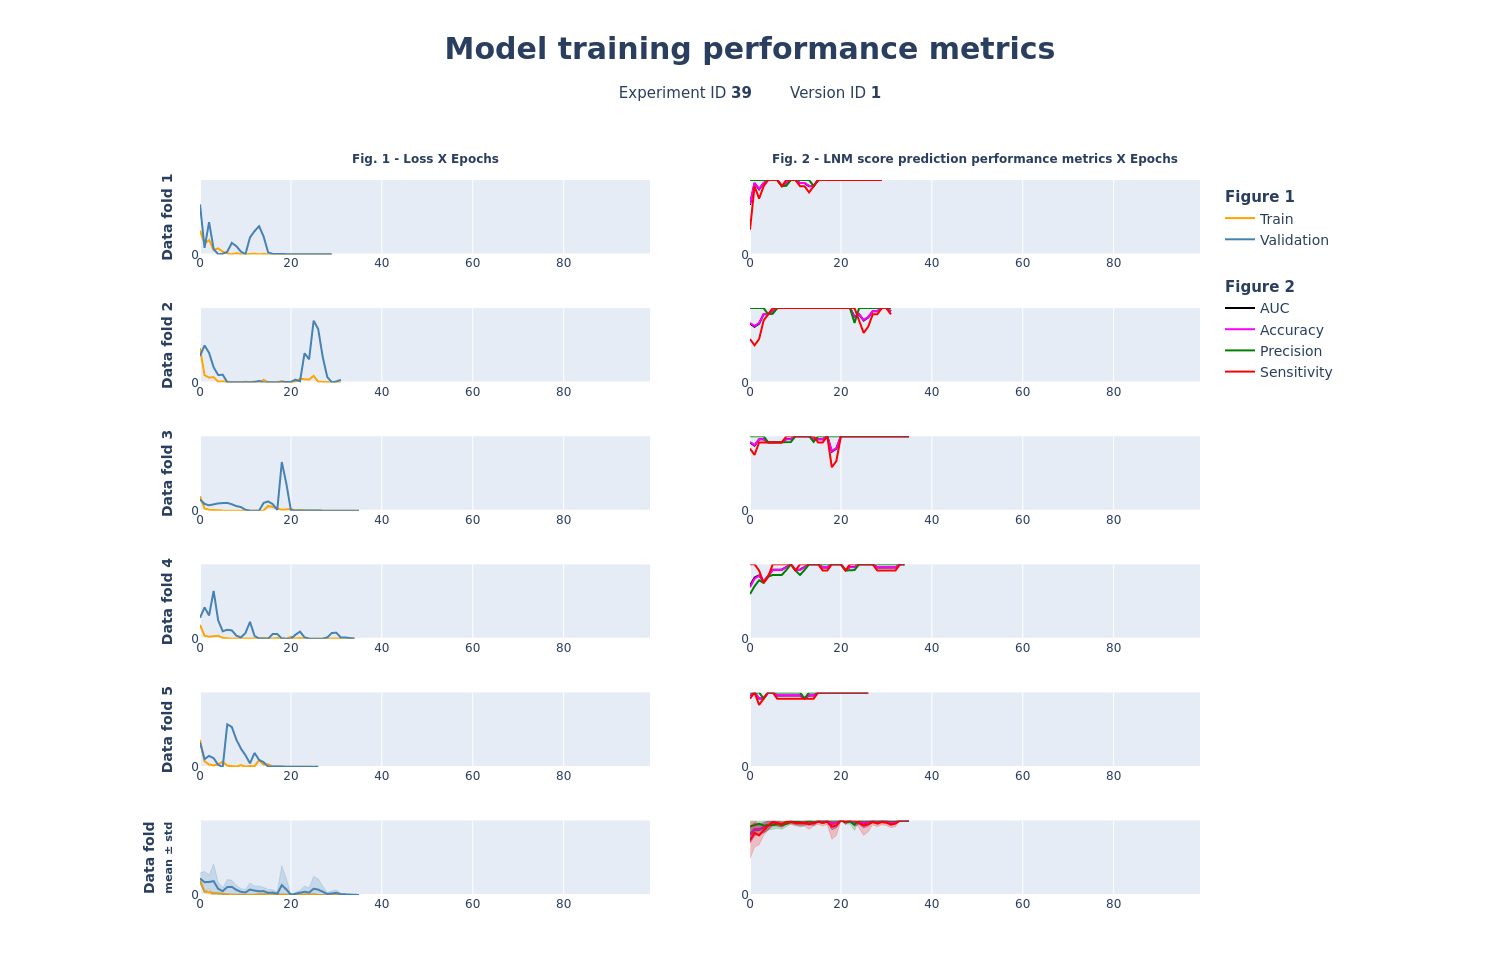 Model training performance metrics
Experiment ID 39 Version ID 1
Fig. 1 - Loss X Epochs
Fig. 2 - LNM score prediction performance metrics X Epochs
Data fold 1
0
0 20 40 60 80
0
0 20 40 60 80
Data fold 2
0
0 20 40 60 80
0
0 20 40 60 80
Data fold 3
0
0 20 40 60 80
0
0 20 40 60 80
Data fold 4
0
0 20 40 60 80
0
0 20 40 60 80
Data fold 5
0
0 20 40 60 80
0
0 20 40 60 80
Data fold
mean ± std
0
0 20 40 60 80
0
0 20 40 60 80
Figure 1
Train
Validation
Figure 2
AUC
Accuracy
Precision
Sensitivity